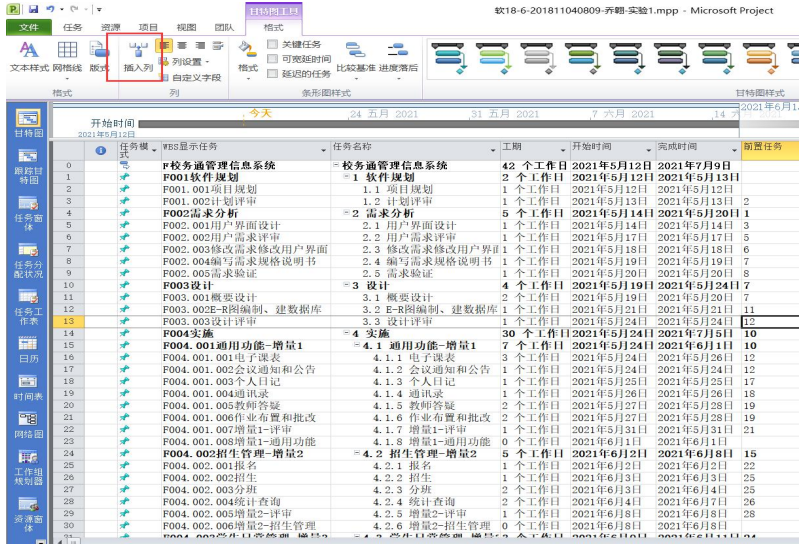 甘特图工具
软18-6-201811040809-乔翱-实验1.mpp - Microsoft Project
文件 任务 资源 项目 视图 团队 格式
文本样式 网格线 版式 插入列 列设置 自定义字段 格式 关键任务 可宽延时间 延迟的任务 比较基准 进度落后
格式 列 条形图样式 甘特图样式
今天 24 五月 2021 31 五月 2021 7 六月 2021 14 2021年6月1
开始时间
2021年5月12日
甘特图
跟踪甘特图
任务窗体
任务分配状况
任务工作表
日历
时间表
网络图
工作组规划器
资源窗体
任务模式 WBS显示任务 任务名称 工期 开始时间 完成时间 前置任务
0 F校务通管理信息系统 校务通管理信息系统 42 个工作日 2021年5月12日 2021年7月9日
1 F001软件规划 1 软件规划 2 个工作日 2021年5月12日 2021年5月13日
2 F001.001项目规划 1.1 项目规划 1 个工作日 2021年5月12日 2021年5月12日
3 F001.002计划评审 1.2 计划评审 1 个工作日 2021年5月13日 2021年5月13日 2
4 F002需求分析 2 需求分析 5 个工作日 2021年5月14日 2021年5月20日 1
5 F002.001用户界面设计 2.1 用户界面设计 1 个工作日 2021年5月14日 2021年5月14日 3
6 F002.002用户需求评审 2.2 用户需求评审 1 个工作日 2021年5月17日 2021年5月17日 5
7 F002.003修改需求修改用户界面 2.3 修改需求修改用户界面 1 个工作日 2021年5月18日 2021年5月18日 6
8 F002.004编写需求规格说明书 2.4 编写需求规格说明书 1 个工作日 2021年5月19日 2021年5月19日 7
9 F002.005需求验证 2.5 需求验证 1 个工作日 2021年5月20日 2021年5月20日 8
10 F003设计 3 设计 4 个工作日 2021年5月19日 2021年5月24日 7
11 F003.001概要设计 3.1 概要设计 2 个工作日 2021年5月19日 2021年5月20日 7
12 F003.002E-R图编制、建数据库 3.2 E-R图编制、建数据库 1 个工作日 2021年5月21日 2021年5月21日 11
13 F003.003设计评审 3.3 设计评审 1 个工作日 2021年5月24日 2021年5月24日 12
14 F004实施 4 实施 30 个工作日 2021年5月24日 2021年7月5日 10
15 F004.001通用功能-增量1 4.1 通用功能-增量1 7 个工作日 2021年5月24日 2021年6月1日 10
16 F004.001.001电子课表 4.1.1 电子课表 3 个工作日 2021年5月24日 2021年5月26日 12
17 F004.001.002会议通知和公告 4.1.2 会议通知和公告 1 个工作日 2021年5月24日 2021年5月24日 12
18 F004.001.003个人日记 4.1.3 个人日记 1 个工作日 2021年5月25日 2021年5月25日 17
19 F004.001.004通讯录 4.1.4 通讯录 1 个工作日 2021年5月26日 2021年5月26日 18
20 F004.001.005教师答疑 4.1.5 教师答疑 2 个工作日 2021年5月27日 2021年5月28日 19
21 F004.001.006作业布置和批改 4.1.6 作业布置和批改 2 个工作日 2021年5月27日 2021年5月28日 19
22 F004.001.007增量1-评审 4.1.7 增量1-评审 1 个工作日 2021年5月31日 2021年5月31日 21
23 F004.001.008增量1-通用功能 4.1.8 增量1-通用功能 0 个工作日 2021年6月1日 2021年6月1日
24 F004.002招生管理-增量2 4.2 招生管理-增量2 5 个工作日 2021年6月2日 2021年6月8日 15
25 F004.002.001报名 4.2.1 报名 1 个工作日 2021年6月2日 2021年6月2日 22
26 F004.002.002招生 4.2.2 招生 1 个工作日 2021年6月3日 2021年6月3日 25
27 F004.002.003分班 4.2.3 分班 2 个工作日 2021年6月4日 2021年6月7日 26
28 F004.002.004统计查询 4.2.4 统计查询 2 个工作日 2021年6月4日 2021年6月7日 26
29 F004.002.005增量2-评审 4.2.5 增量2-评审 1 个工作日 2021年6月8日 2021年6月8日 28
30 F004.002.006增量2-招生管理 4.2.6 增量2-招生管理 0 个工作日 2021年6月8日 2021年6月8日